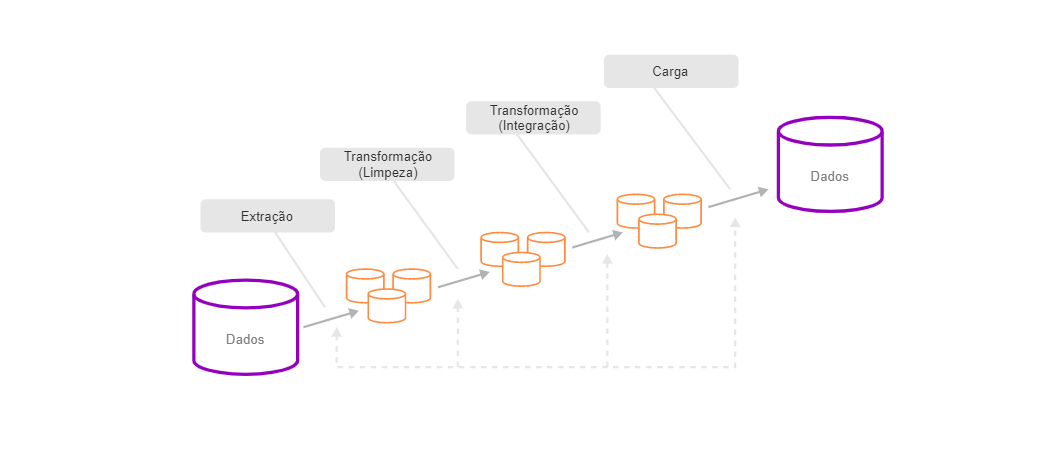 Carga
Transformação
(Integração)
Transformação
(Limpeza)
Extração
Dados
Dados